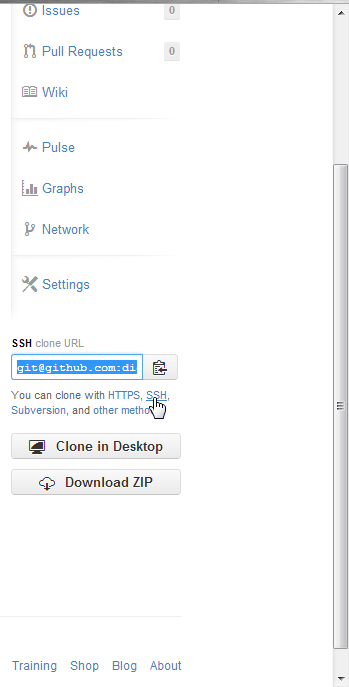 Issues 0
Pull Requests 0
Wiki
Pulse
Graphs
Network
Settings
SSH clone URL
git@github.com:di
You can clone with HTTPS, SSH,
Subversion, and other metho
Clone in Desktop
Download ZIP
Training Shop Blog About